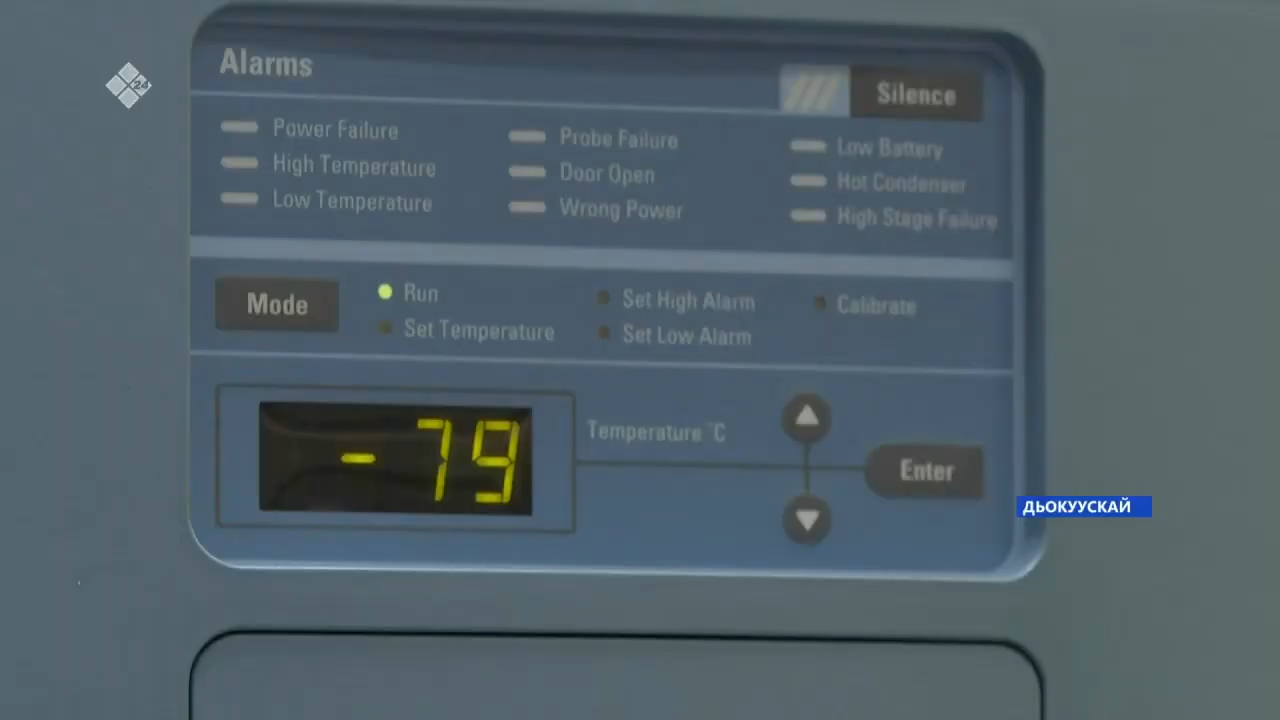 Alarms
Silence
Power Failure
Probe Failure
Low Battery
High Temperature
Door Open
Hot Condenser
Low Temperature
Wrong Power
High Stage Failure
Mode
Run
Set High Alarm
Calibrate
Set Temperature
Set Low Alarm
-79
Temperature °C
Enter
ДЬОКУУСКАЙ
X24